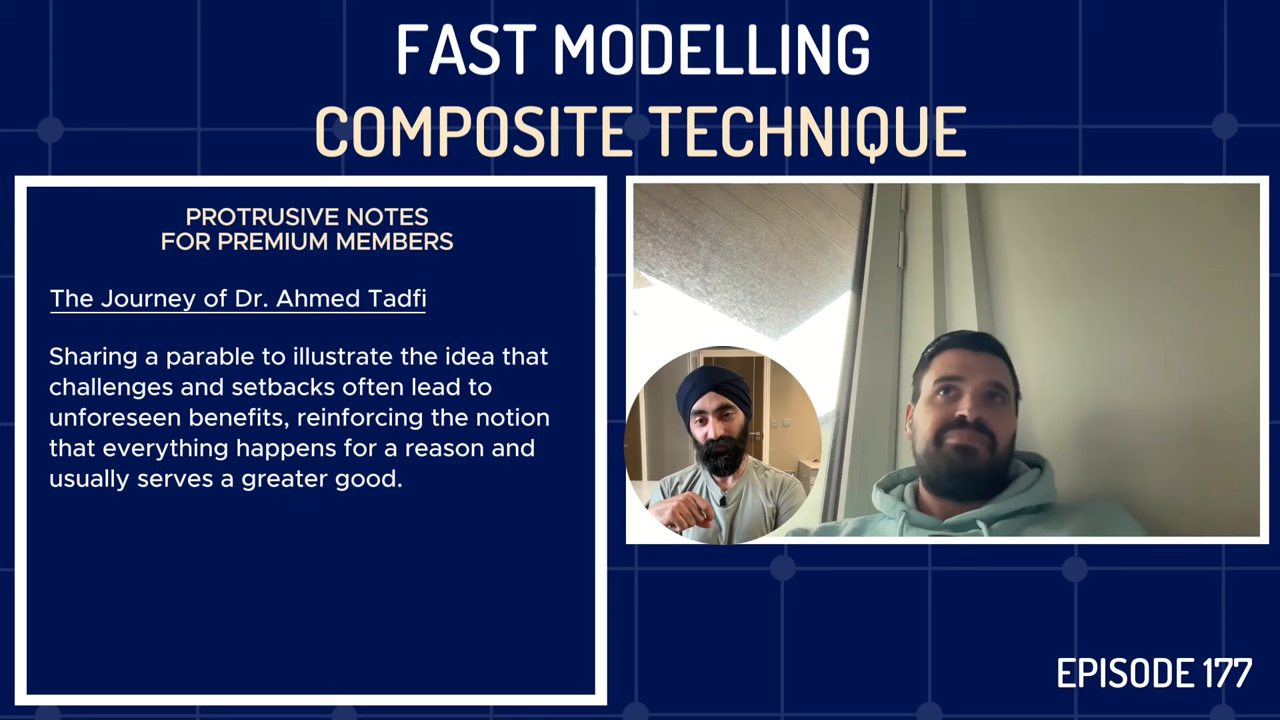 FAST MODELLING
COMPOSITE TECHNIQUE
PROTRUSIVE NOTES
FOR PREMIUM MEMBERS
The Journey of Dr. Ahmed Tadfi
Sharing a parable to illustrate the idea that
challenges and setbacks often lead to
unforeseen benefits, reinforcing the notion
that everything happens for a reason and
usually serves a greater good.
EPISODE 177